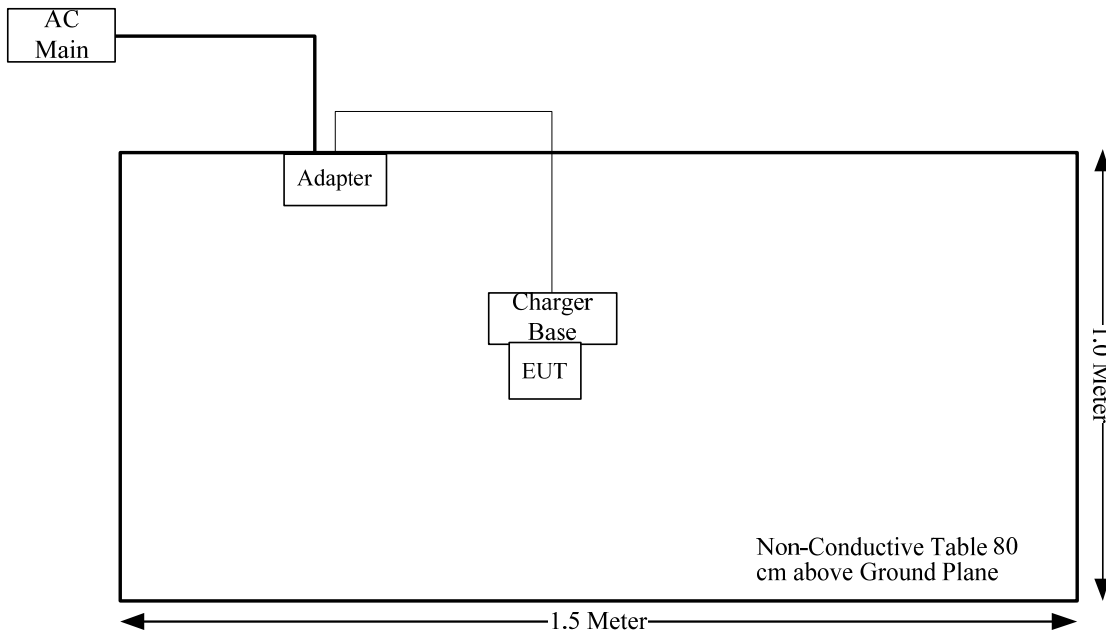 AC
Main
Adapter
Charger
Base
EUT
1.0 Meter
Non-Conductive Table 80
cm above Ground Plane
1.5 Meter